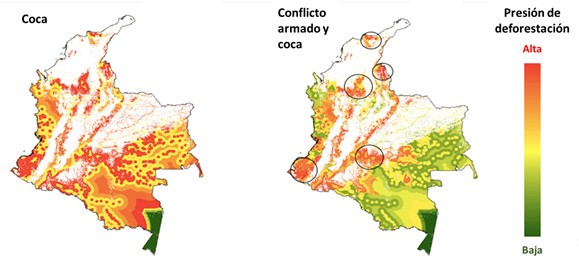 Coca
Conflicto
armado y
coca
Presión de
deforestación
Alta
Baja